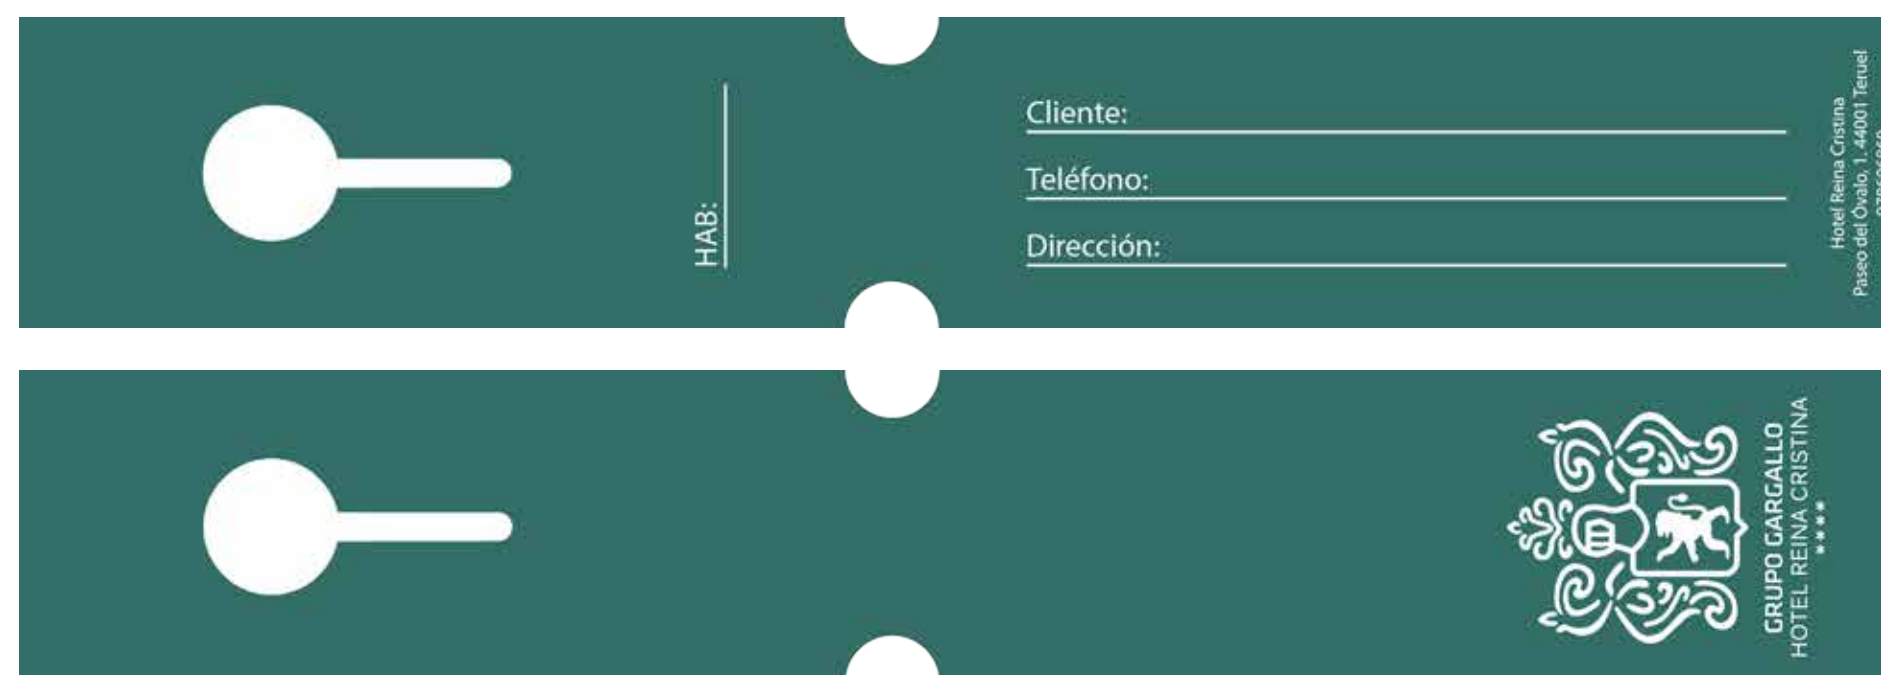 HAB:
Cliente:
Teléfono:
Dirección:
Hotel Reina Cristina
Paseo del Óvalo, 1. 44001 Teruel
GRUPO GARGALLO
HOTEL REINA CRISTINA
****